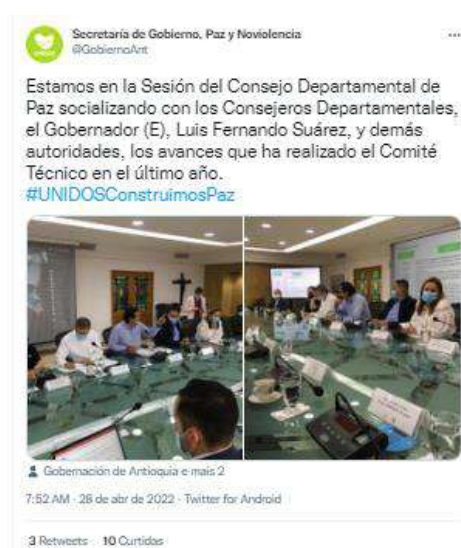 Secretaría de Gobierno, Paz y Noviolencia
@GobiernoAnt
Estamos en la Sesión del Consejo Departamental de
Paz socializando con los Consejeros Departamentales,
el Gobernador (E), Luis Fernando Suárez, y demás
autoridades, los avances que ha realizado el Comité
Técnico en el último año.
#UNIDOSConstruimosPaz
Gobernación de Antioquia e mais 2
7:52 AM · 28 de abr de 2022 · Twitter for Android
3 Retweets 10 Curtidas